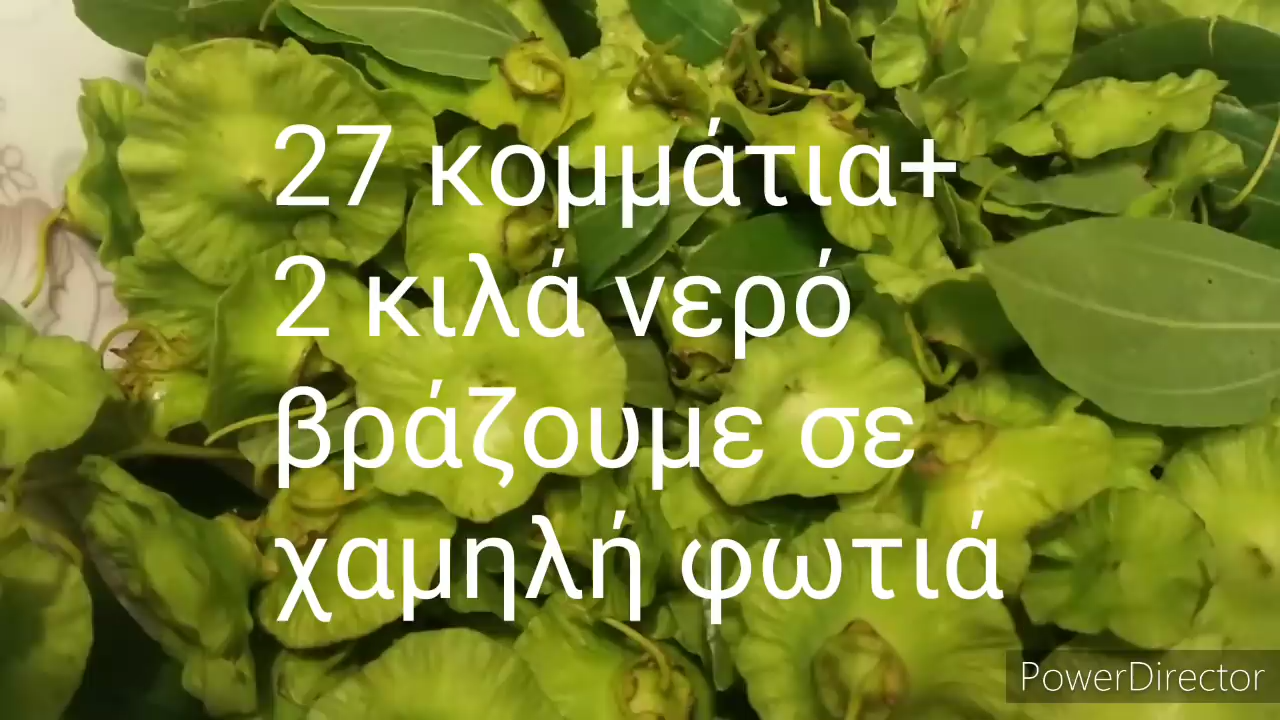 27 κομμάτια+
2 κιλά νερό
βράζουμε σε
χαμηλή φωτιά
PowerDirector